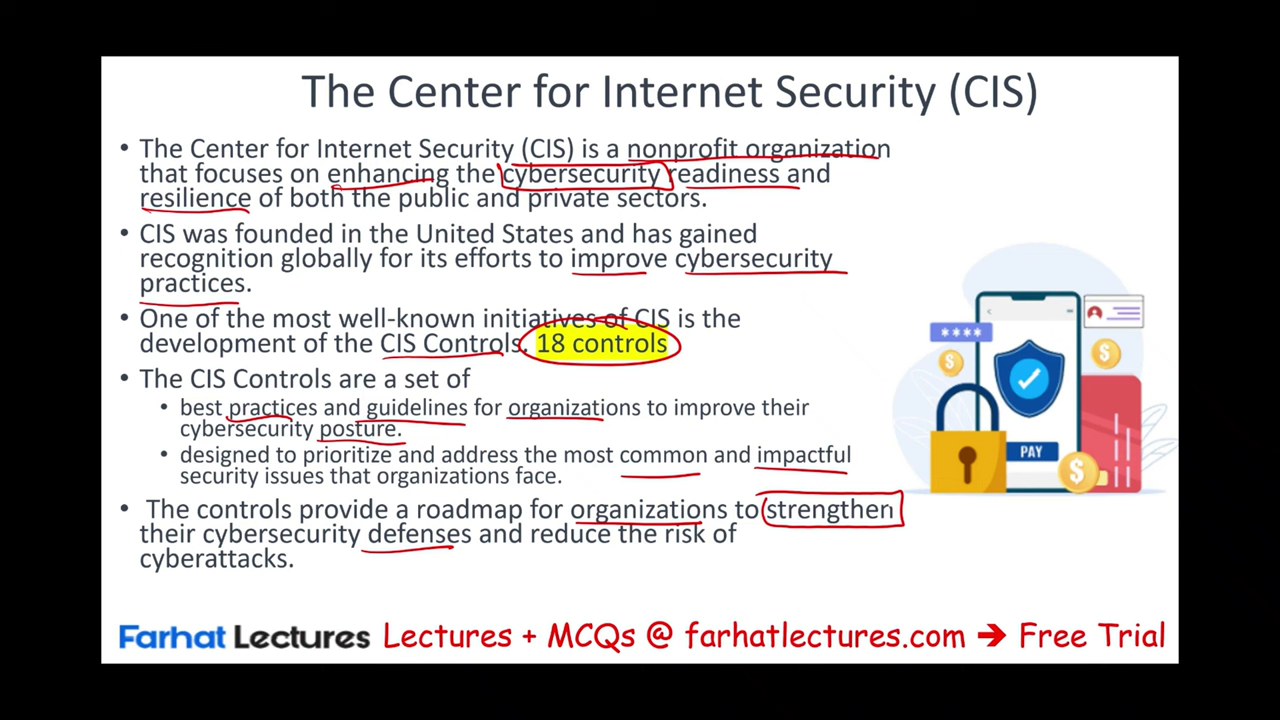 The Center for Internet Security (CIS)
• The Center for Internet Security (CIS) is a nonprofit organization
that focuses on enhancing the cybersecurity readiness and
resilience of both the public and private sectors.
• CIS was founded in the United States and has gained
recognition globally for its efforts to improve cybersecurity
practices.
• One of the most well-known initiatives of CIS is the
development of the CIS Controls. 18 controls
• The CIS Controls are a set of
• best practices and guidelines for organizations to improve their
cybersecurity posture.
• designed to prioritize and address the most common and impactful
security issues that organizations face.
• The controls provide a roadmap for organizations to strengthen
their cybersecurity defenses and reduce the risk of
cyberattacks.
****
PAY
$
$
$
Farhat Lectures Lectures + MCQs @ farhatlectures.com → Free Trial